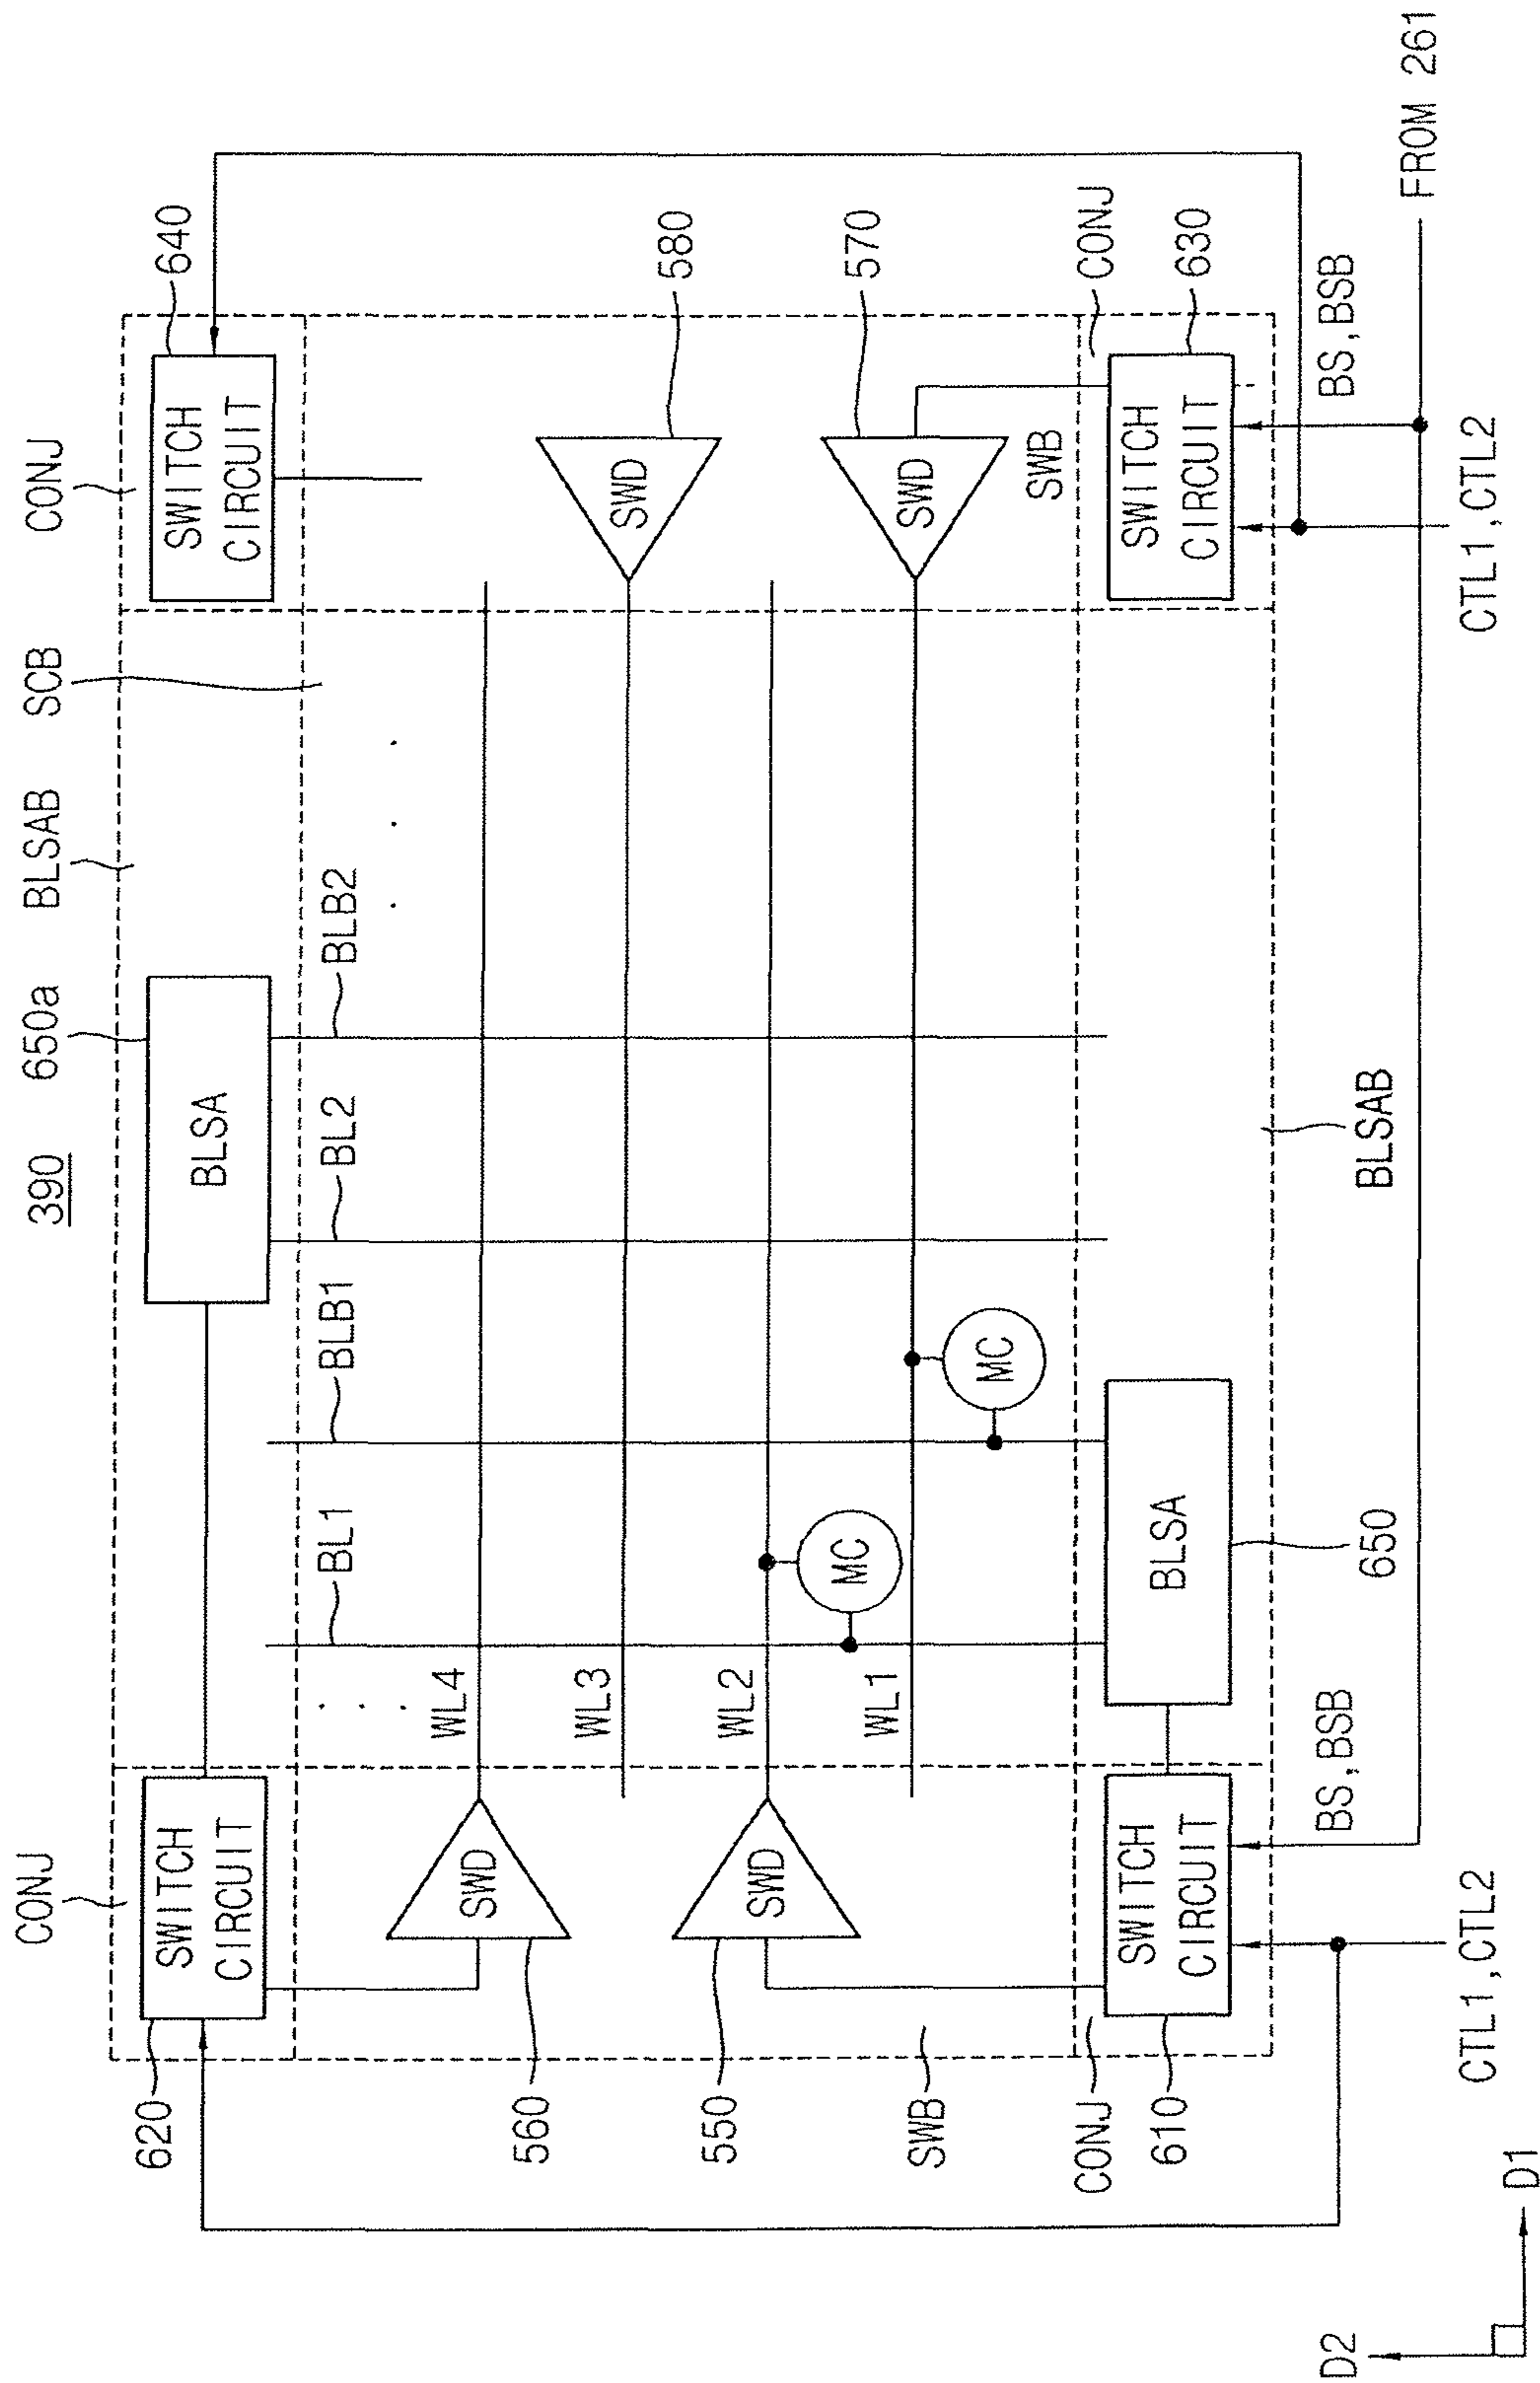 390
CONJ
650a
BLSAB
SCB
CONJ
620
SWITCH
CIRCUIT
BLSA
SWITCH
CIRCUIT
640
BL1
BLB1
BL2
BLB2
WL4
560
SWD
WL3
SWD
580
WL2
550
SWD
MC
WL1
SWD
570
SWB
MC
SWB
CONJ
CONJ
610
SWITCH
CIRCUIT
BLSA
SWITCH
CIRCUIT
630
BS,BSB
650
BLSAB
BS,BSB
FROM 261
CTL1,CTL2
CTL1,CTL2
D2
D1